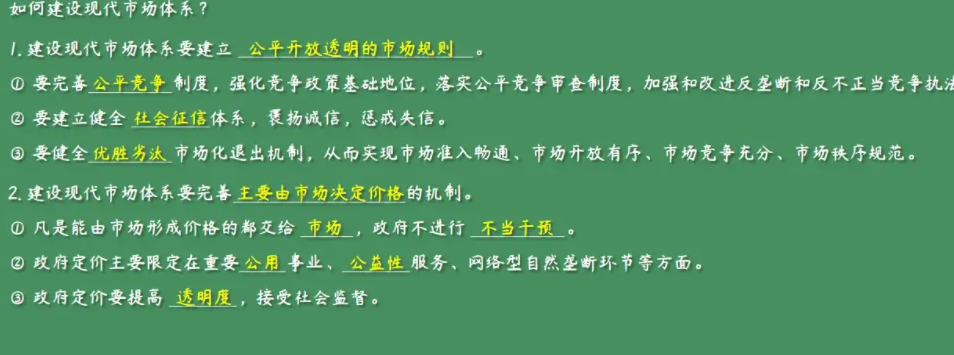 如何建设现代市场体系？
1. 建设现代市场体系要建立 公平开放透明的市场规则 。
① 要完善公平竞争制度，强化竞争政策基础地位，落实公平竞争审查制度，加强和改进反垄断和反不正当竞争执法
② 要建立健全 社会征信体系，褒扬诚信，惩戒失信。
③ 要健全优胜劣汰 市场化退出机制，从而实现市场准入畅通、市场开放有序、市场竞争充分、市场秩序规范。
2. 建设现代市场体系要完善主要由市场决定价格的机制。
① 凡是能由市场形成价格的都交给 市场 ，政府不进行 不当干预 。
② 政府定价主要限定在重要公用事业、 公益性 服务、网络型自然垄断环节等方面。
③ 政府定价要提高 透明度 ，接受社会监督。